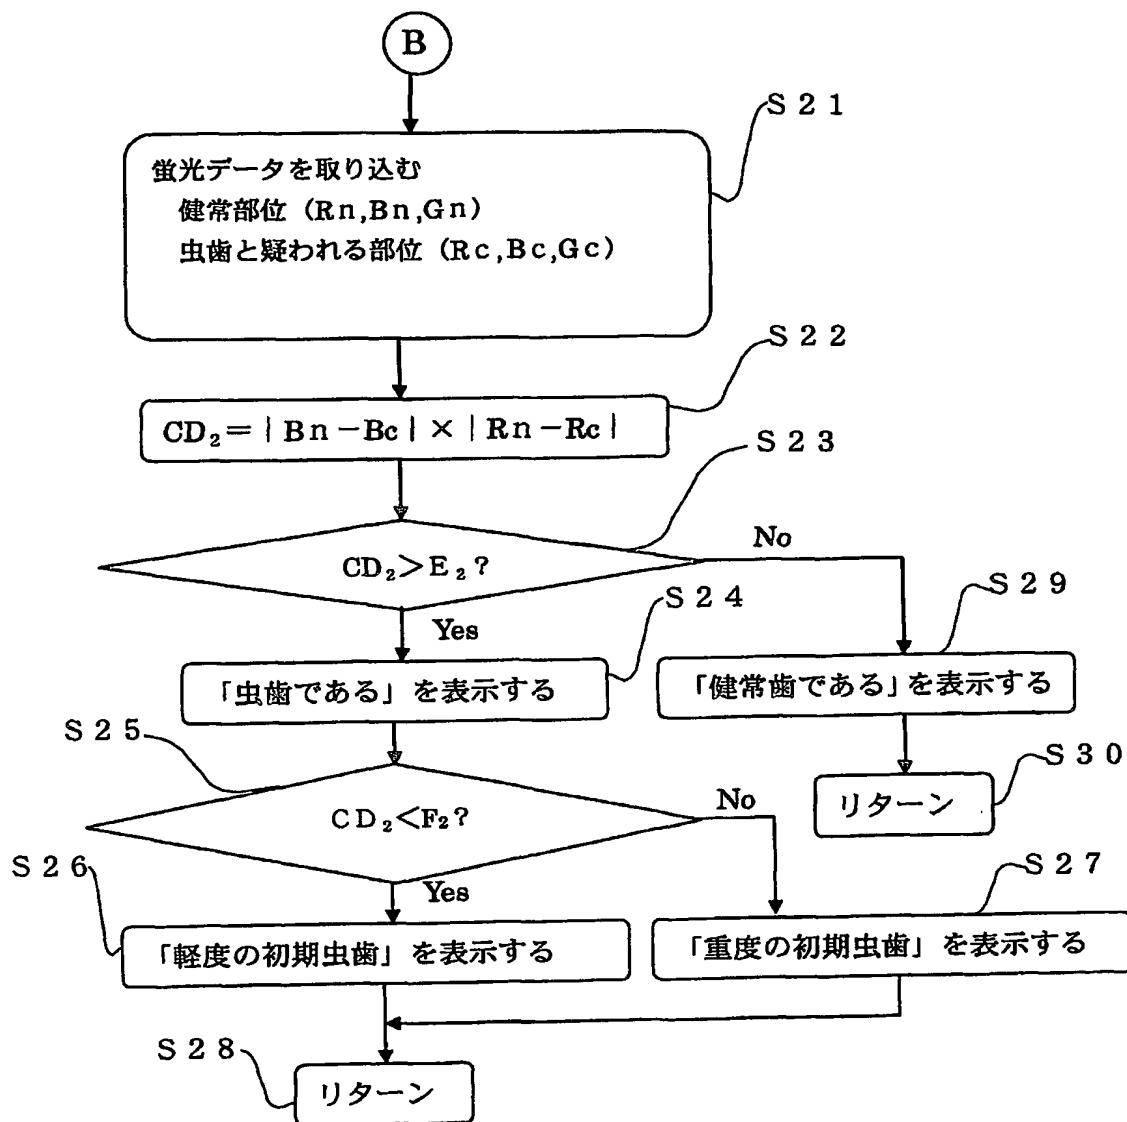 B
S21
蛍光データを取り込む
健常部位（Rn,Bn,Gn）
虫歯と疑われる部位（Rc,Bc,Gc）
S22
CD₂＝｜Bn－Bc｜×｜Rn－Rc｜
S23
CD₂＞E₂?
No
Yes
S24
S29
「虫歯である」を表示する
「健常歯である」を表示する
S25
S30
リターン
CD₂＜F₂?
No
Yes
S26
S27
「軽度の初期虫歯」を表示する
「重度の初期虫歯」を表示する
S28
リターン